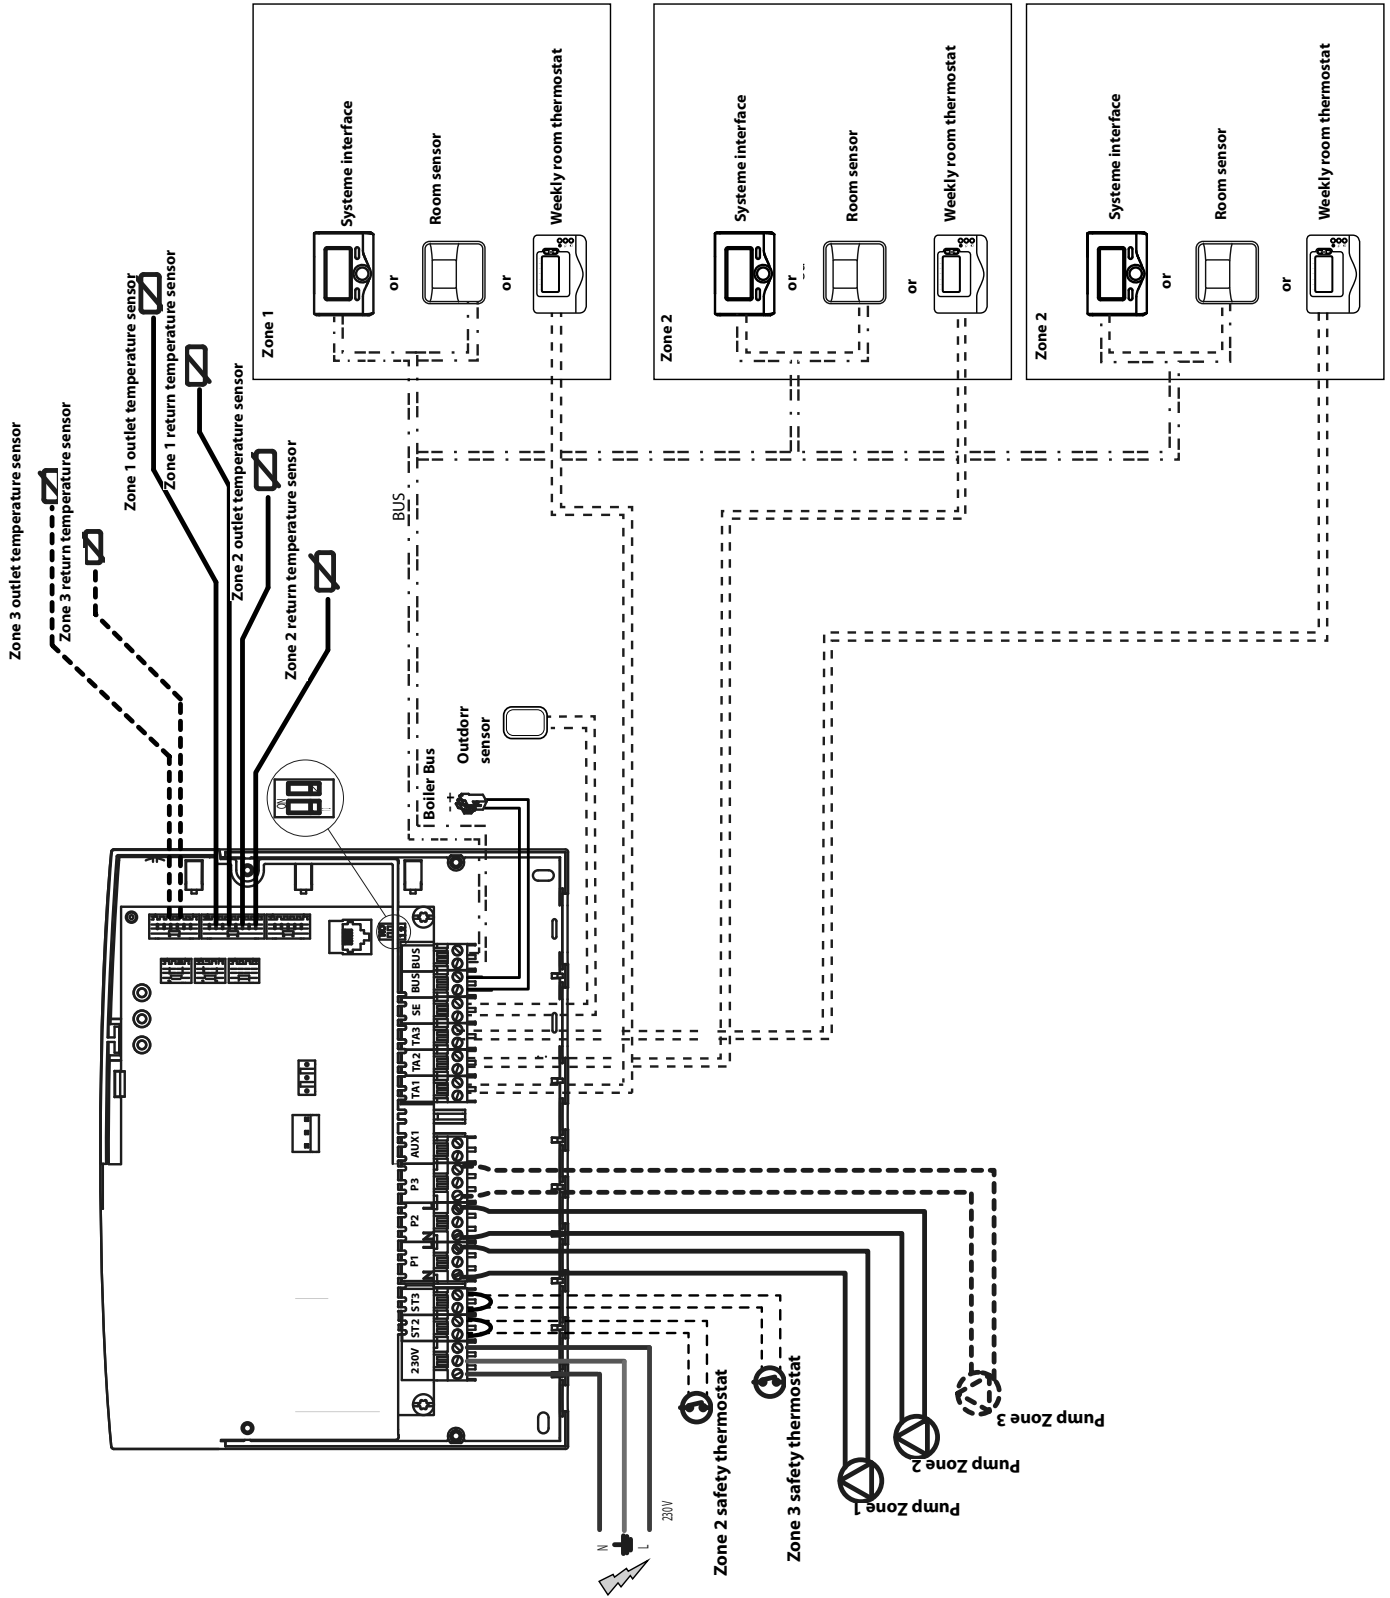 Zone 3 outlet temperature sensor
Zone 3 return temperature sensor
Zone 1 outlet temperature sensor
Zone 1 return temperature sensor
Zone 2 outlet temperature sensor
Zone 2 return temperature sensor
Zone 1
Systeme interface
or
Room sensor
or
Weekly room thermostat
Zone 2
Systeme interface
or
Room sensor
or
Weekly room thermostat
Zone 2
Systeme interface
or
Room sensor
or
Weekly room thermostat
BUS
Outdorr
sensor
Boiler Bus
- +
ON
BUS
BUS
SE
TA3
TA2
TA1
AUX1
P3
P2
P1
ST3
ST2
230V
L
N
L
N
N
L
230V
Zone 2 safety thermostat
Zone 3 safety thermostat
Pump Zone 1
Pump Zone 2
Pump Zone 3